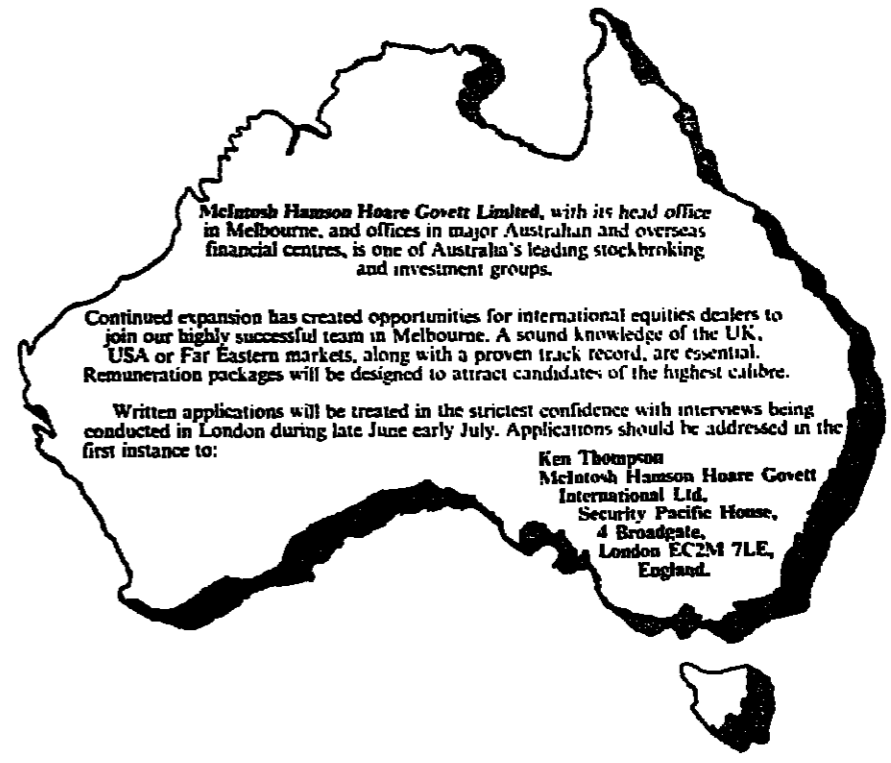 McIntosh Hamson Hoare Govett Limited, with its head office
in Melbourne, and offices in major Australian and overseas
financial centres, is one of Australia's leading stockbroking
and investment groups.
Continued expansion has created opportunities for international equities dealers to
join our highly successful team in Melbourne. A sound knowledge of the UK,
USA or Far Eastern markets, along with a proven track record, are essential.
Remuneration packages will be designed to attract candidates of the highest calibre.
Written applications will be treated in the strictest confidence with interviews being
conducted in London during late June early July. Applications should be addressed in the
first instance to:
Ken Thompson
McIntosh Hamson Hoare Govett
International Ltd,
Security Pacific House,
4 Broadgate,
London EC2M 7LE,
England.